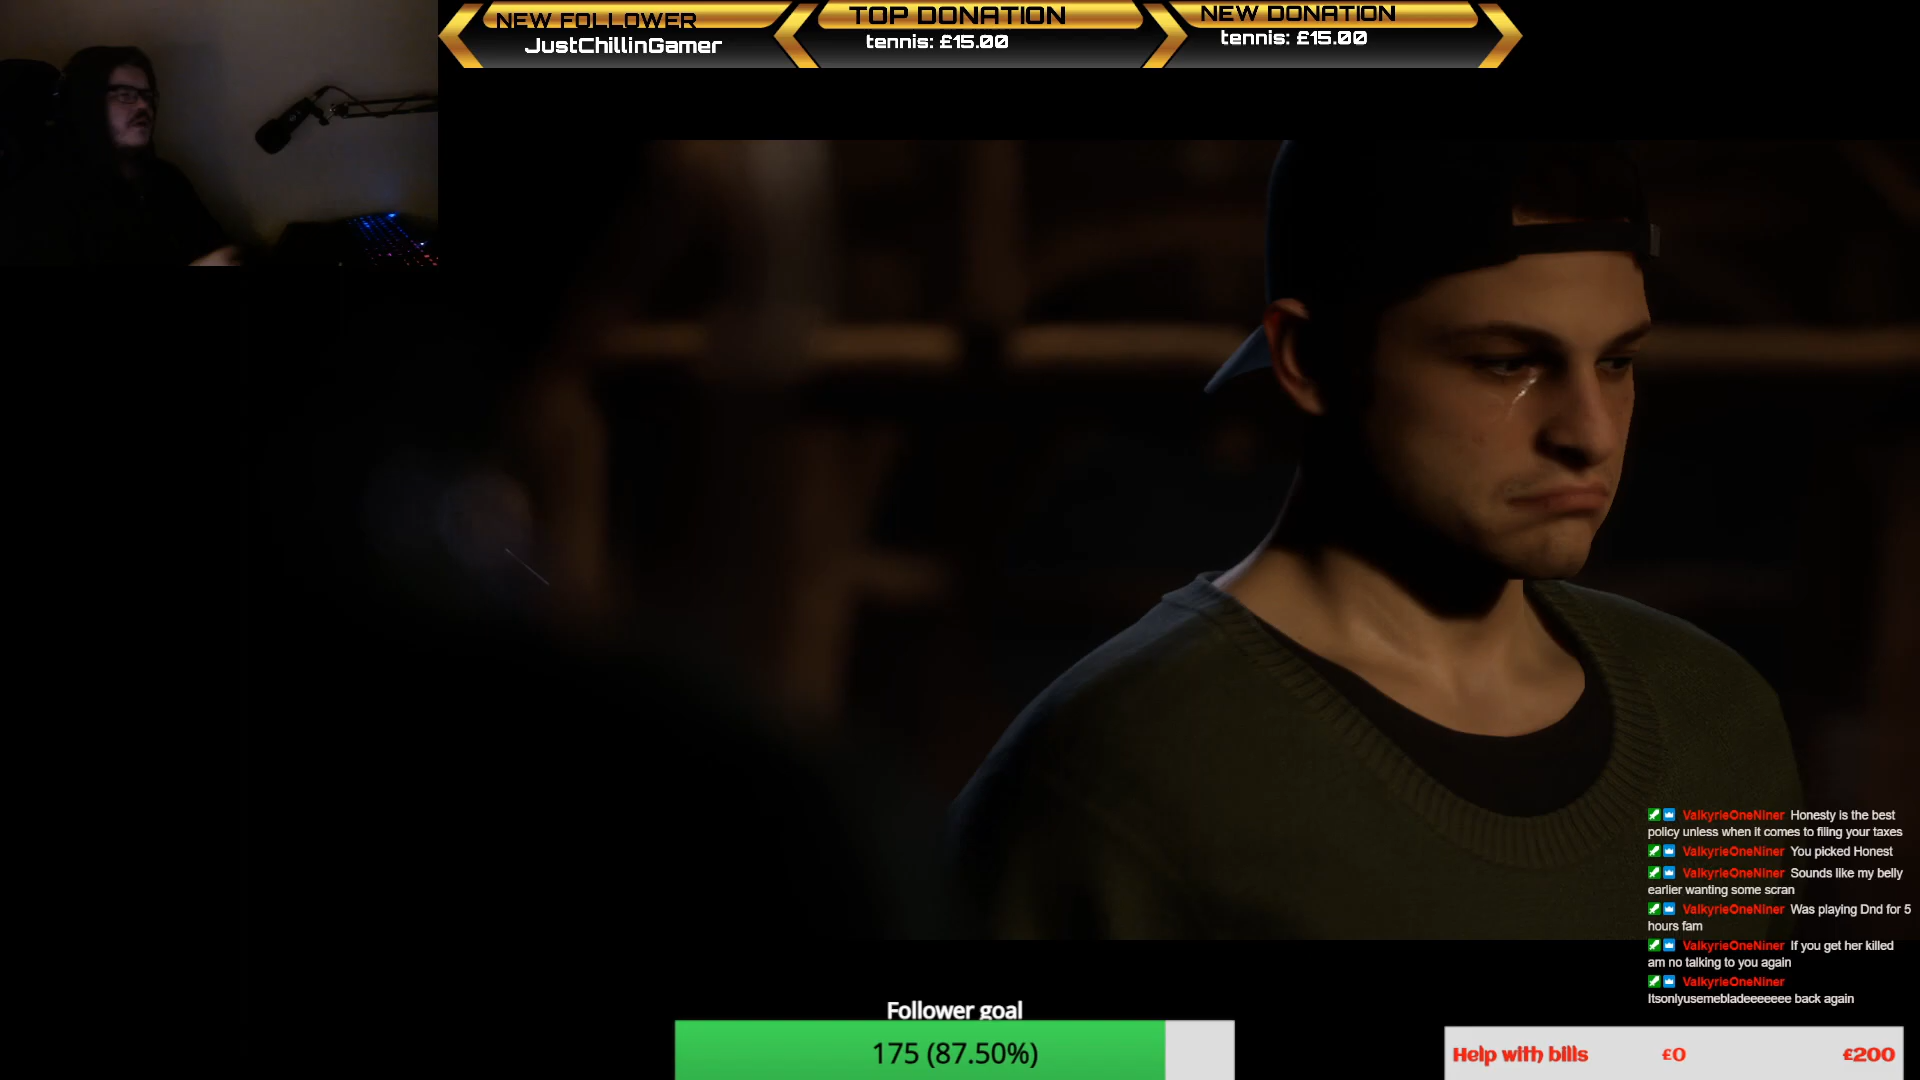 NEW FOLLOWER
JustChillinGamer
TOP DONATION
tennis: £15.00
NEW DONATION
tennis: £15.00
ValkyrieOneNiner Honesty is the best
policy unless when it comes to filing your taxes
ValkyrieOneNiner You picked Honest
ValkyrieOneNiner Sounds like my belly
earlier wanting some scran
ValkyrieOneNiner Was playing Dnd for 5
hours fam
ValkyrieOneNiner If you get her killed
am no talking to you again
ValkyrieOneNiner
Itsonlyusemebladeeeeeee back again
Follower goal
175 (87.50%)
Help with bills £0 £200